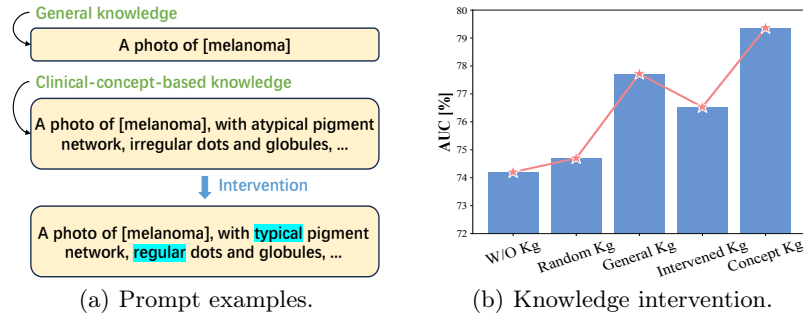 General knowledge
A photo of [melanoma]
Clinical-concept-based knowledge
A photo of [melanoma], with atypical pigment
network, irregular dots and globules, ...
Intervention
A photo of [melanoma], with typical pigment
network, regular dots and globules, ...
(a) Prompt examples.
AUC [%]
80
79
78
77
76
75
74
73
72
W/O Kg
Random Kg
General Kg
Intervened Kg
Concept Kg
(b) Knowledge intervention.